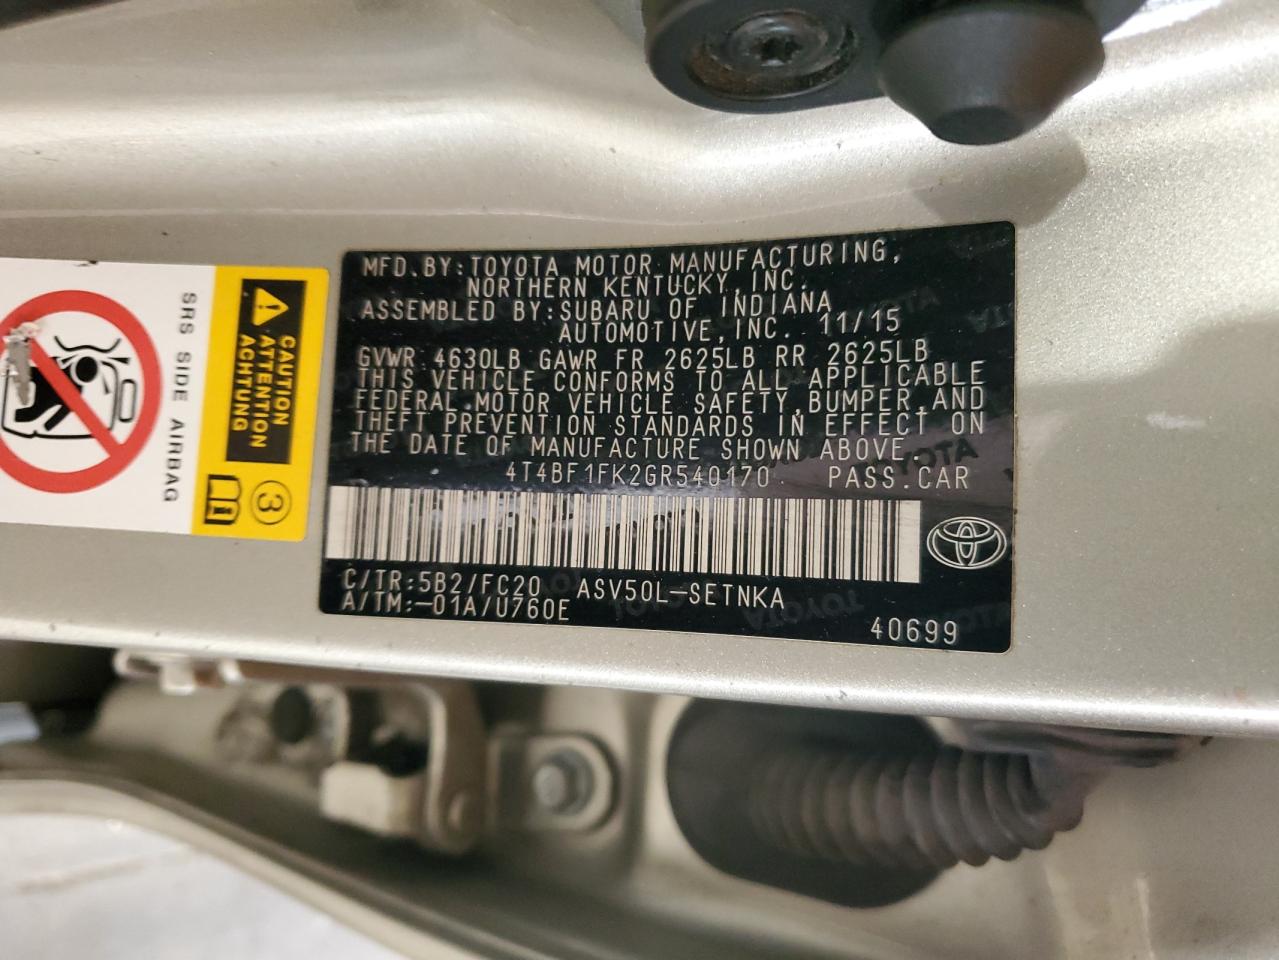 MFD.BY:TOYOTA MOTOR MANUFACTURING,
NORTHERN KENTUCKY,INC.
ASSEMBLED BY:SUBARU OF INDIANA
AUTOMOTIVE,INC. 11/15
GVWR 4630LB GAWR FR 2625LB RR 2625LB
THIS VEHICLE CONFORMS TO ALL APPLICABLE
FEDERAL MOTOR VEHICLE SAFETY,BUMPER,AND
THEFT PREVENTION STANDARDS IN EFFECT ON
THE DATE OF MANUFACTURE SHOWN ABOVE.
4T4BF1FK2GR540170 PASS.CAR
C/TR:5B2/FC20 ASV50L-SETNKA
A/TM:-01A/U760E
40699
CAUTION
ATTENTION
ACHTUNG
3
SRS SIDE AIRBAG